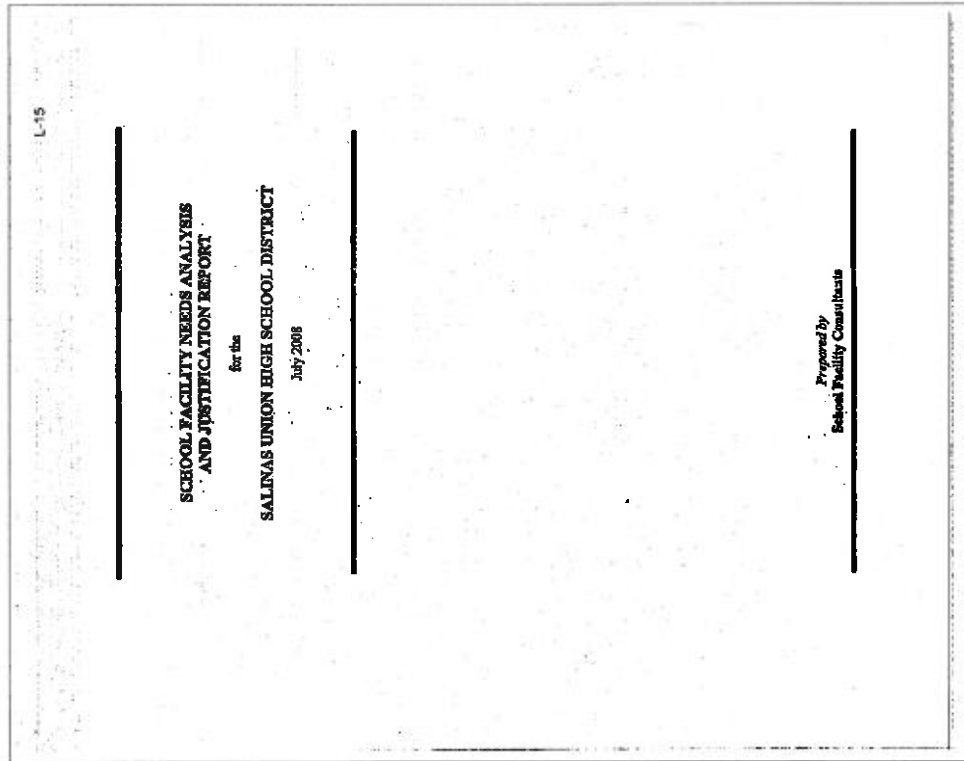 L-15
SCHOOL FACILITY NEEDS ANALYSIS
AND JUSTIFICATION REPORT
for the
SALINAS UNION HIGH SCHOOL DISTRICT
July 2008
Prepared by
School Facility Consultants